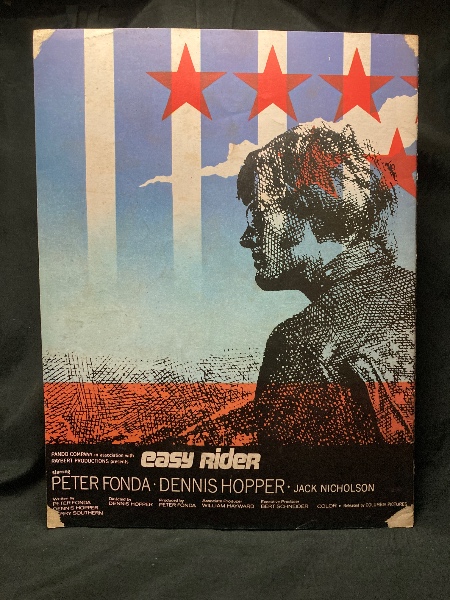 PANDO COMPANY in association with
RAYBERT PRODUCTIONS presents
easy Rider
starring
PETER FONDA · DENNIS HOPPER · JACK NICHOLSON
Written by
PETER FONDA
DENNIS HOPPER
TERRY SOUTHERN
Directed by
DENNIS HOPPER
Produced by
PETER FONDA
Associate Producer
WILLIAM HAYWARD
Executive Producer
BERT SCHNEIDER
COLOR · Released by COLUMBIA PICTURES